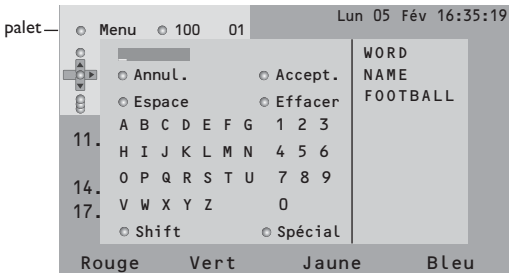 Lun 05 Fév 16:35:19
palet
Menu 100 01
WORD
Annul. Accept. NAME
Espace Effacer FOOTBALL
A B C D E F G 1 2 3
11.
H I J K L M N 4 5 6
O P Q R S T U 7 8 9
14.
V W X Y Z 0
17.
Shift Spécial
Rouge Vert Jaune Bleu